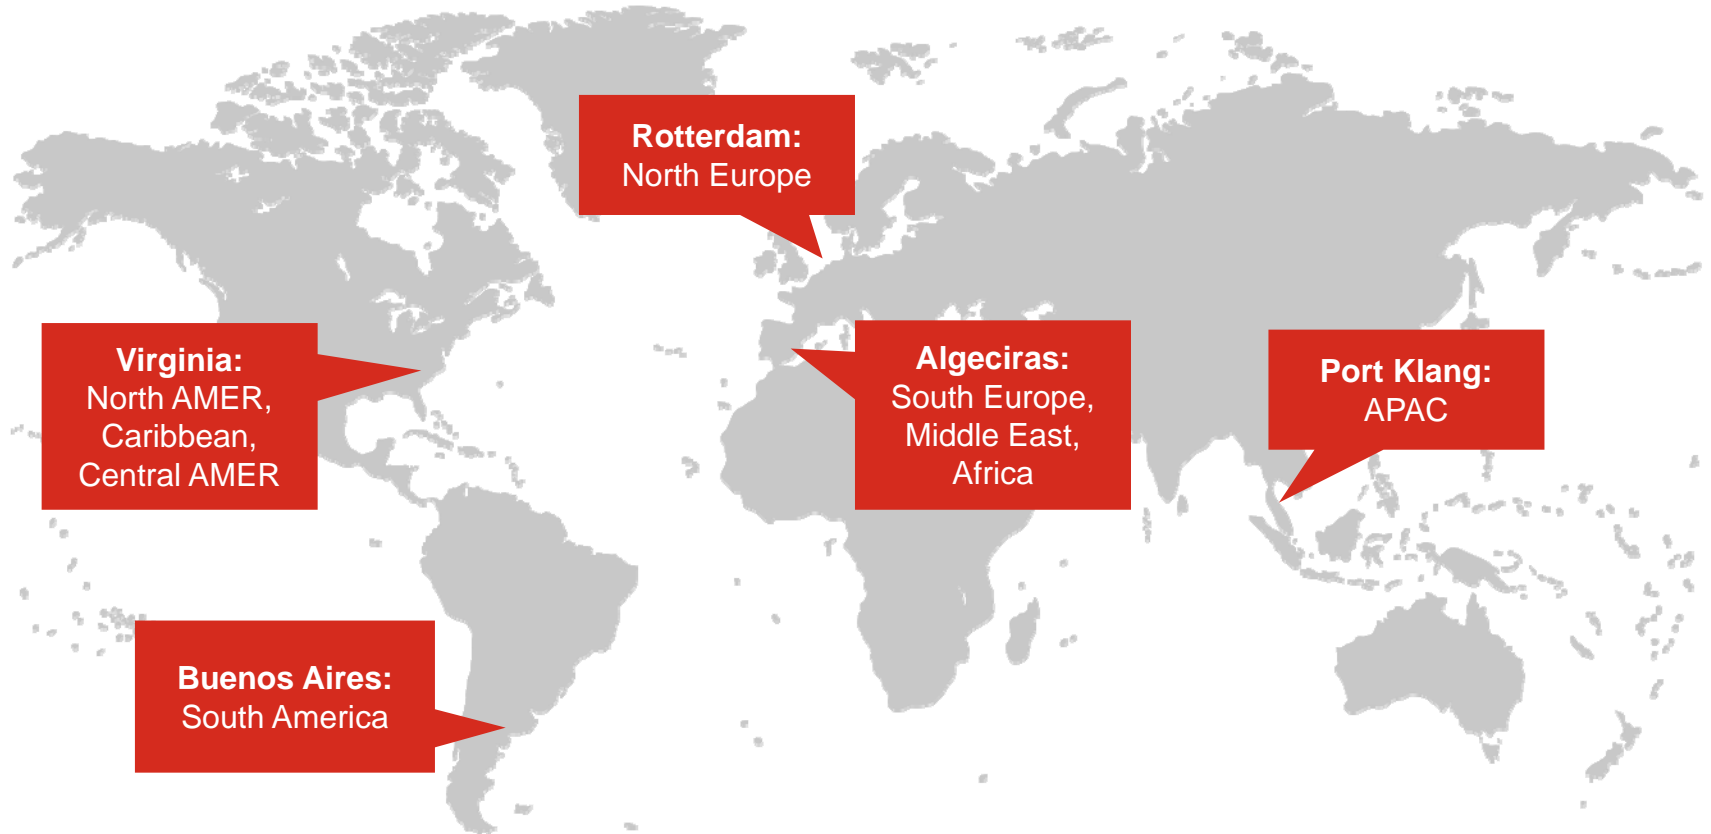 Rotterdam:
North Europe
Virginia:
North AMER,
Caribbean,
Central AMER
Algeciras:
South Europe,
Middle East,
Africa
Port Klang:
APAC
Buenos Aires:
South America